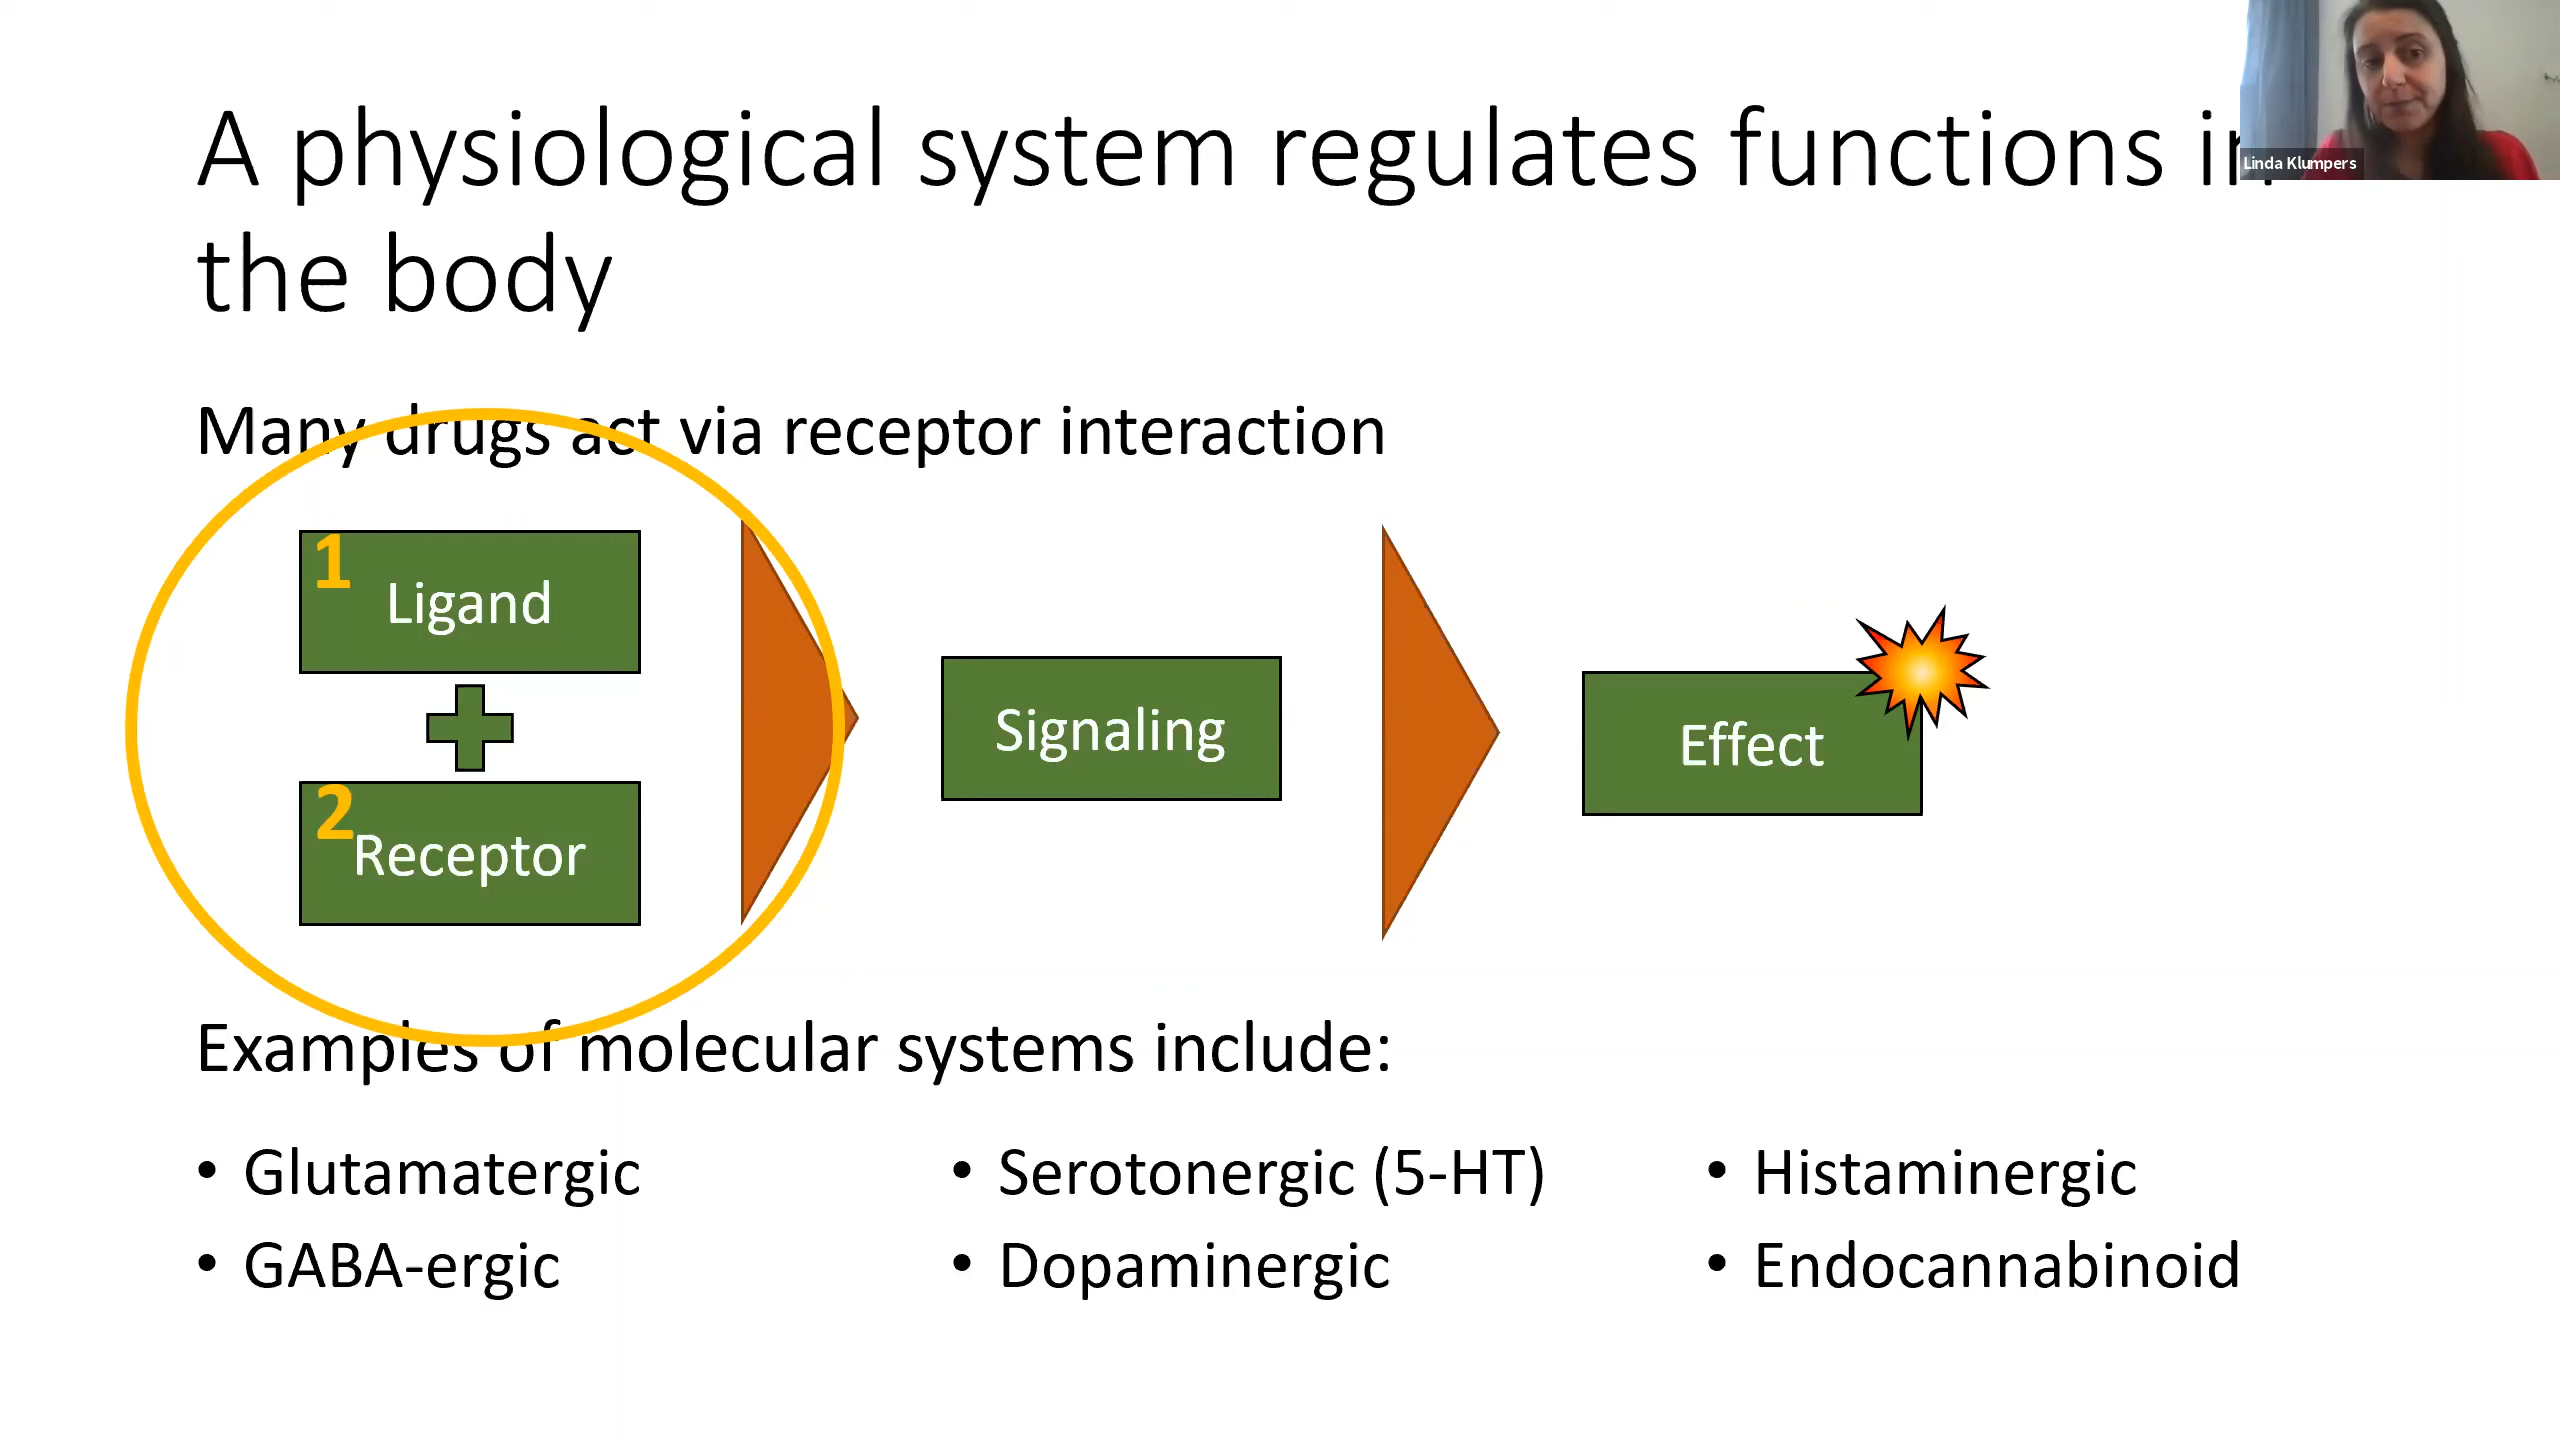 A physiological system regulates functions in
the body
Linda Klumpers
Many drugs act via receptor interaction
1
Ligand
2
Receptor
Signaling
Effect
Examples of molecular systems include:
• Glutamatergic
• GABA-ergic
• Serotonergic (5-HT)
• Dopaminergic
• Histaminergic
• Endocannabinoid